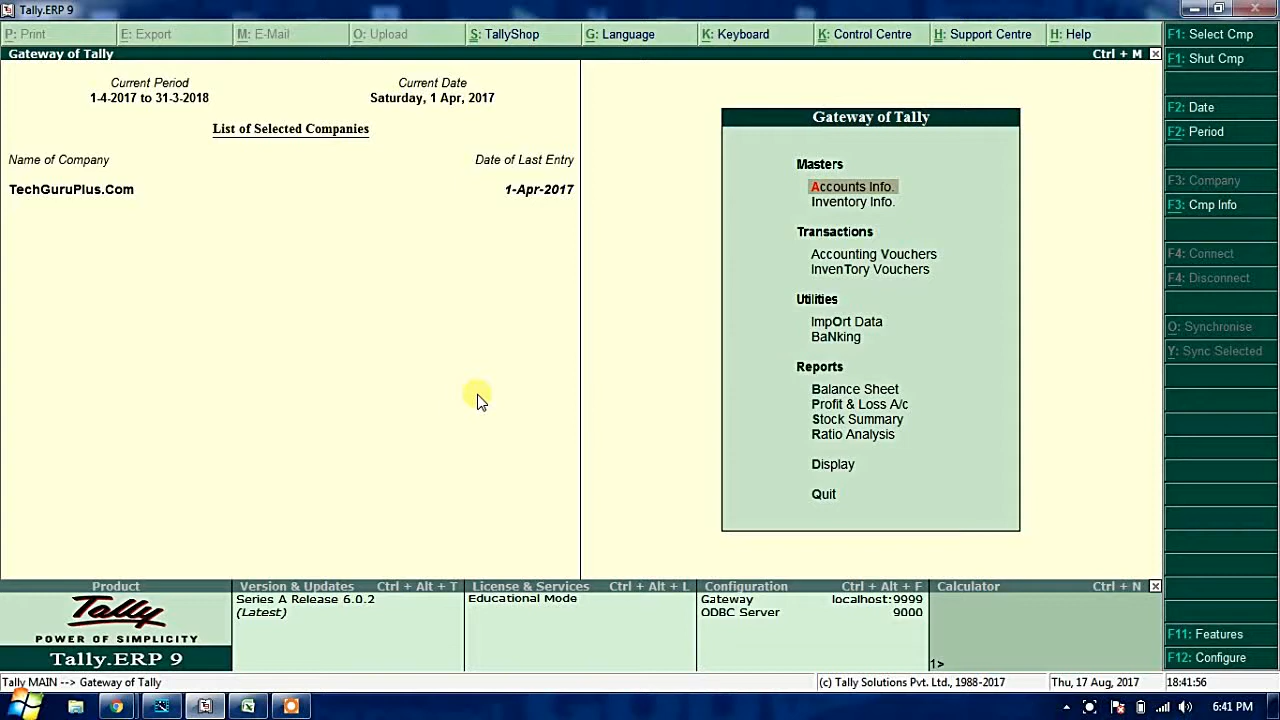 Tally.ERP 9
P: Print
E: Export
M: E-Mail
O: Upload
S: TallyShop
G: Language
K: Keyboard
K: Control Centre
H: Support Centre
H: Help
Gateway of Tally
Ctrl + M
Current Period
1-4-2017 to 31-3-2018
Current Date
Saturday, 1 Apr, 2017
List of Selected Companies
Name of Company
Date of Last Entry
TechGuruPlus.Com
1-Apr-2017
Gateway of Tally
Masters
Accounts Info.
Inventory Info.
Transactions
Accounting Vouchers
InvenTory Vouchers
Utilities
ImpOrt Data
BaNking
Reports
Balance Sheet
Profit & Loss A/c
Stock Summary
Ratio Analysis
Display
Quit
F1: Select Cmp
F1: Shut Cmp
F2: Date
F2: Period
F3: Company
F3: Cmp Info
F4: Connect
F4: Disconnect
O: Synchronise
Y: Sync Selected
F11: Features
F12: Configure
Product
Tally
POWER OF SIMPLICITY
Tally.ERP 9
Version & Updates Ctrl + Alt + T
Series A Release 6.0.2
(Latest)
License & Services Ctrl + Alt + L
Educational Mode
Configuration Ctrl + Alt + F
Gateway localhost:9999
ODBC Server 9000
Calculator Ctrl + N
1>
Tally MAIN --> Gateway of Tally
(c) Tally Solutions Pvt. Ltd., 1988-2017
Thu, 17 Aug, 2017
18:41:56
6:41 PM